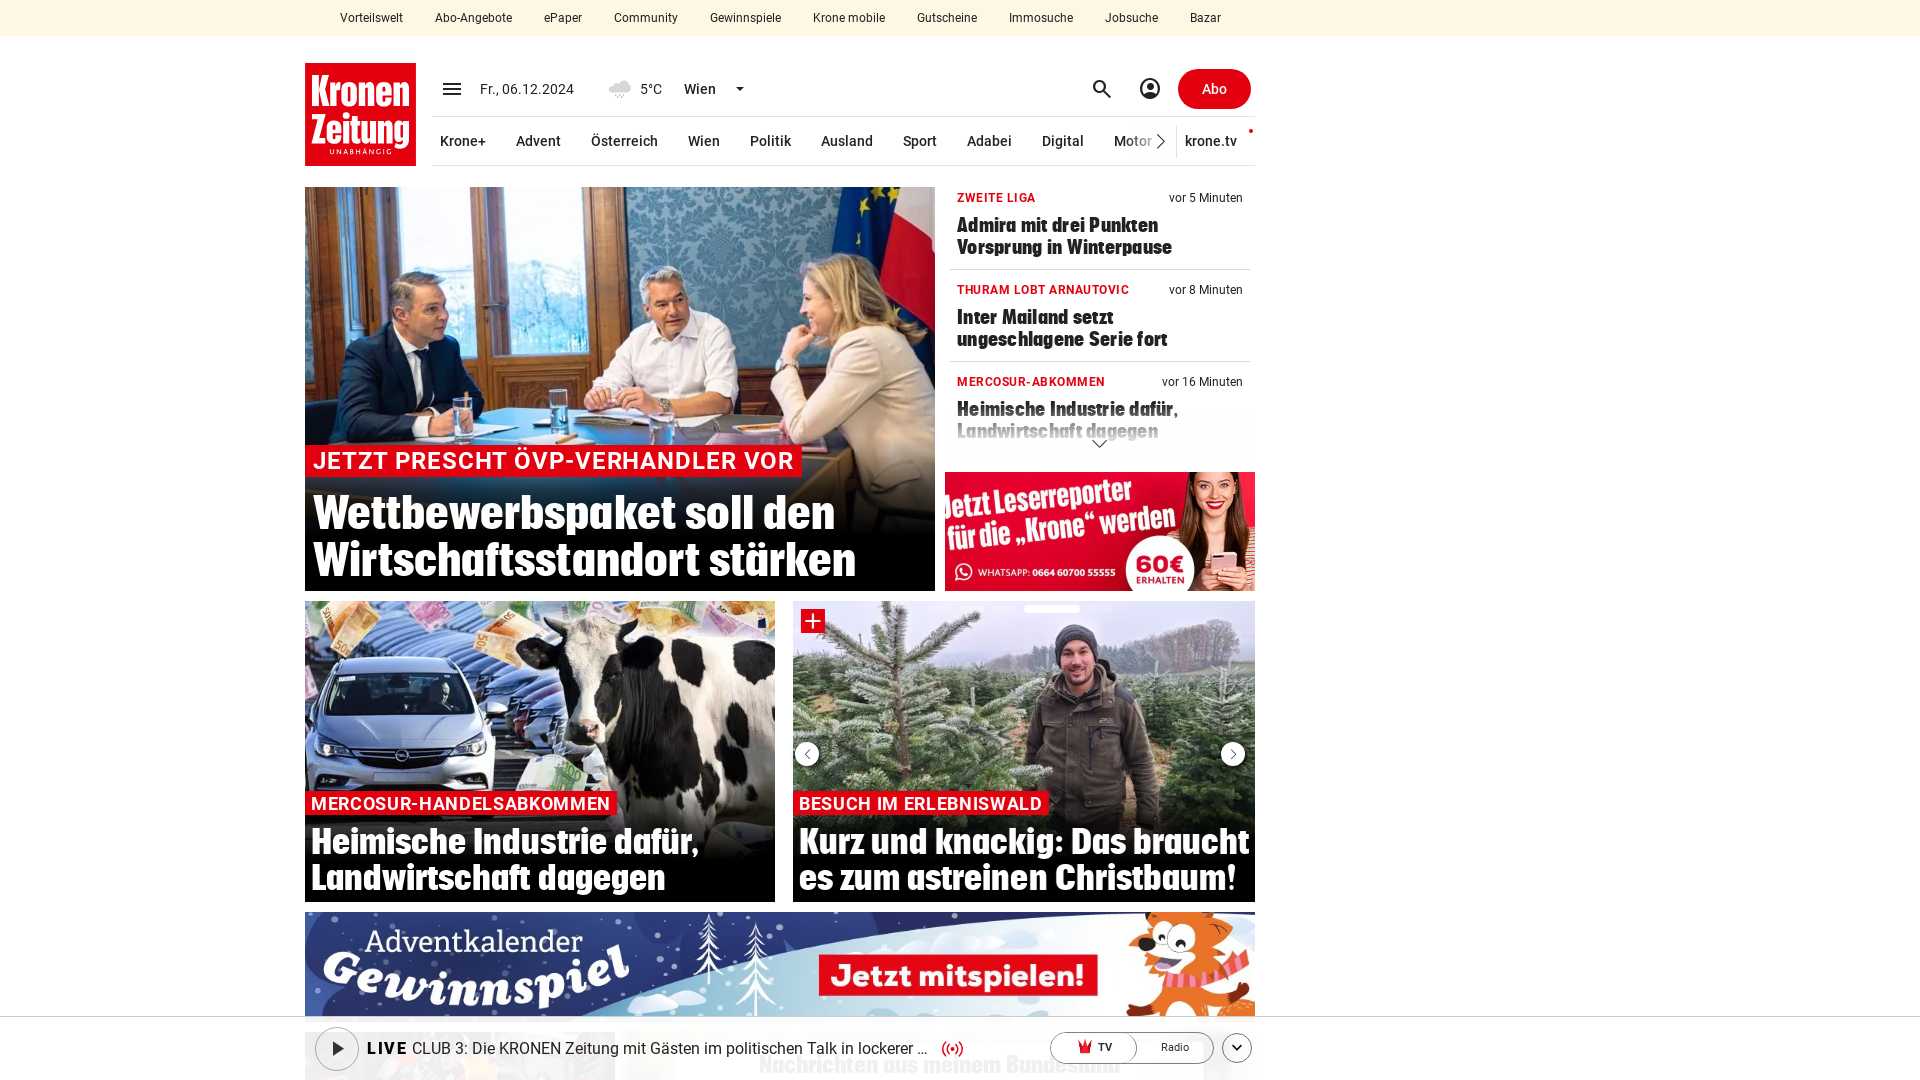 Vorteilswelt Abo-Angebote ePaper Community Gewinnspiele Krone mobile Gutscheine Immosuche Jobsuche Bazar
Kronen
Zeitung
UNABHÄNGIG
Fr., 06.12.2024 5°C Wien Abo
Krone+ Advent Österreich Wien Politik Ausland Sport Adabei Digital Motor krone.tv
JETZT PRESCHT ÖVP-VERHANDLER VOR
Wettbewerbspaket soll den
Wirtschaftsstandort stärken
ZWEITE LIGA vor 5 Minuten
Admira mit drei Punkten
Vorsprung in Winterpause
THURAM LOBT ARNAUTOVIC vor 8 Minuten
Inter Mailand setzt
ungeschlagene Serie fort
MERCOSUR-ABKOMMEN vor 16 Minuten
Heimische Industrie dafür,
Landwirtschaft dagegen
Jetzt Leserreporter
für die „Krone“ werden
WHATSAPP: 0664 60700 55555
60€
ERHALTEN
MERCOSUR-HANDELSABKOMMEN
Heimische Industrie dafür,
Landwirtschaft dagegen
BESUCH IM ERLEBNISWALD
Kurz und knackig: Das braucht
es zum astreinen Christbaum!
Adventkalender
Gewinnspiel
Jetzt mitspielen!
LIVE CLUB 3: Die KRONEN Zeitung mit Gästen im politischen Talk in lockerer ... TV Radio
Nachrichten aus meinem Bundesland